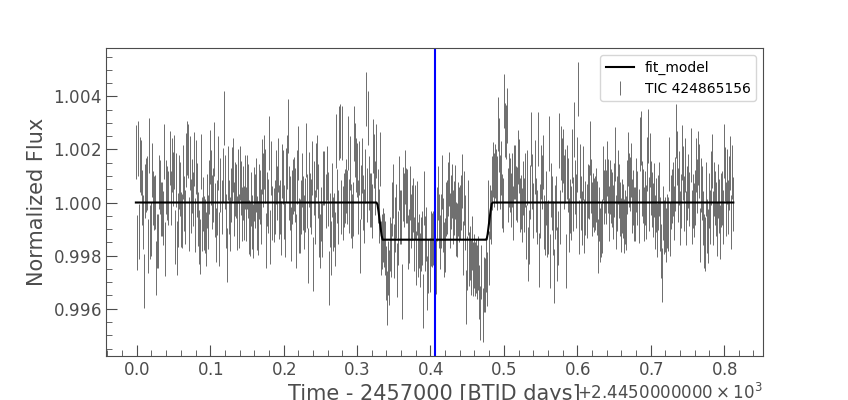 fit_model
TIC 424865156
Normalized Flux
1.004
1.002
1.000
0.998
0.996
0.0 0.1 0.2 0.3 0.4 0.5 0.6 0.7 0.8
Time - 2457000 [BTJD days]
+2.4450000000 × 10³